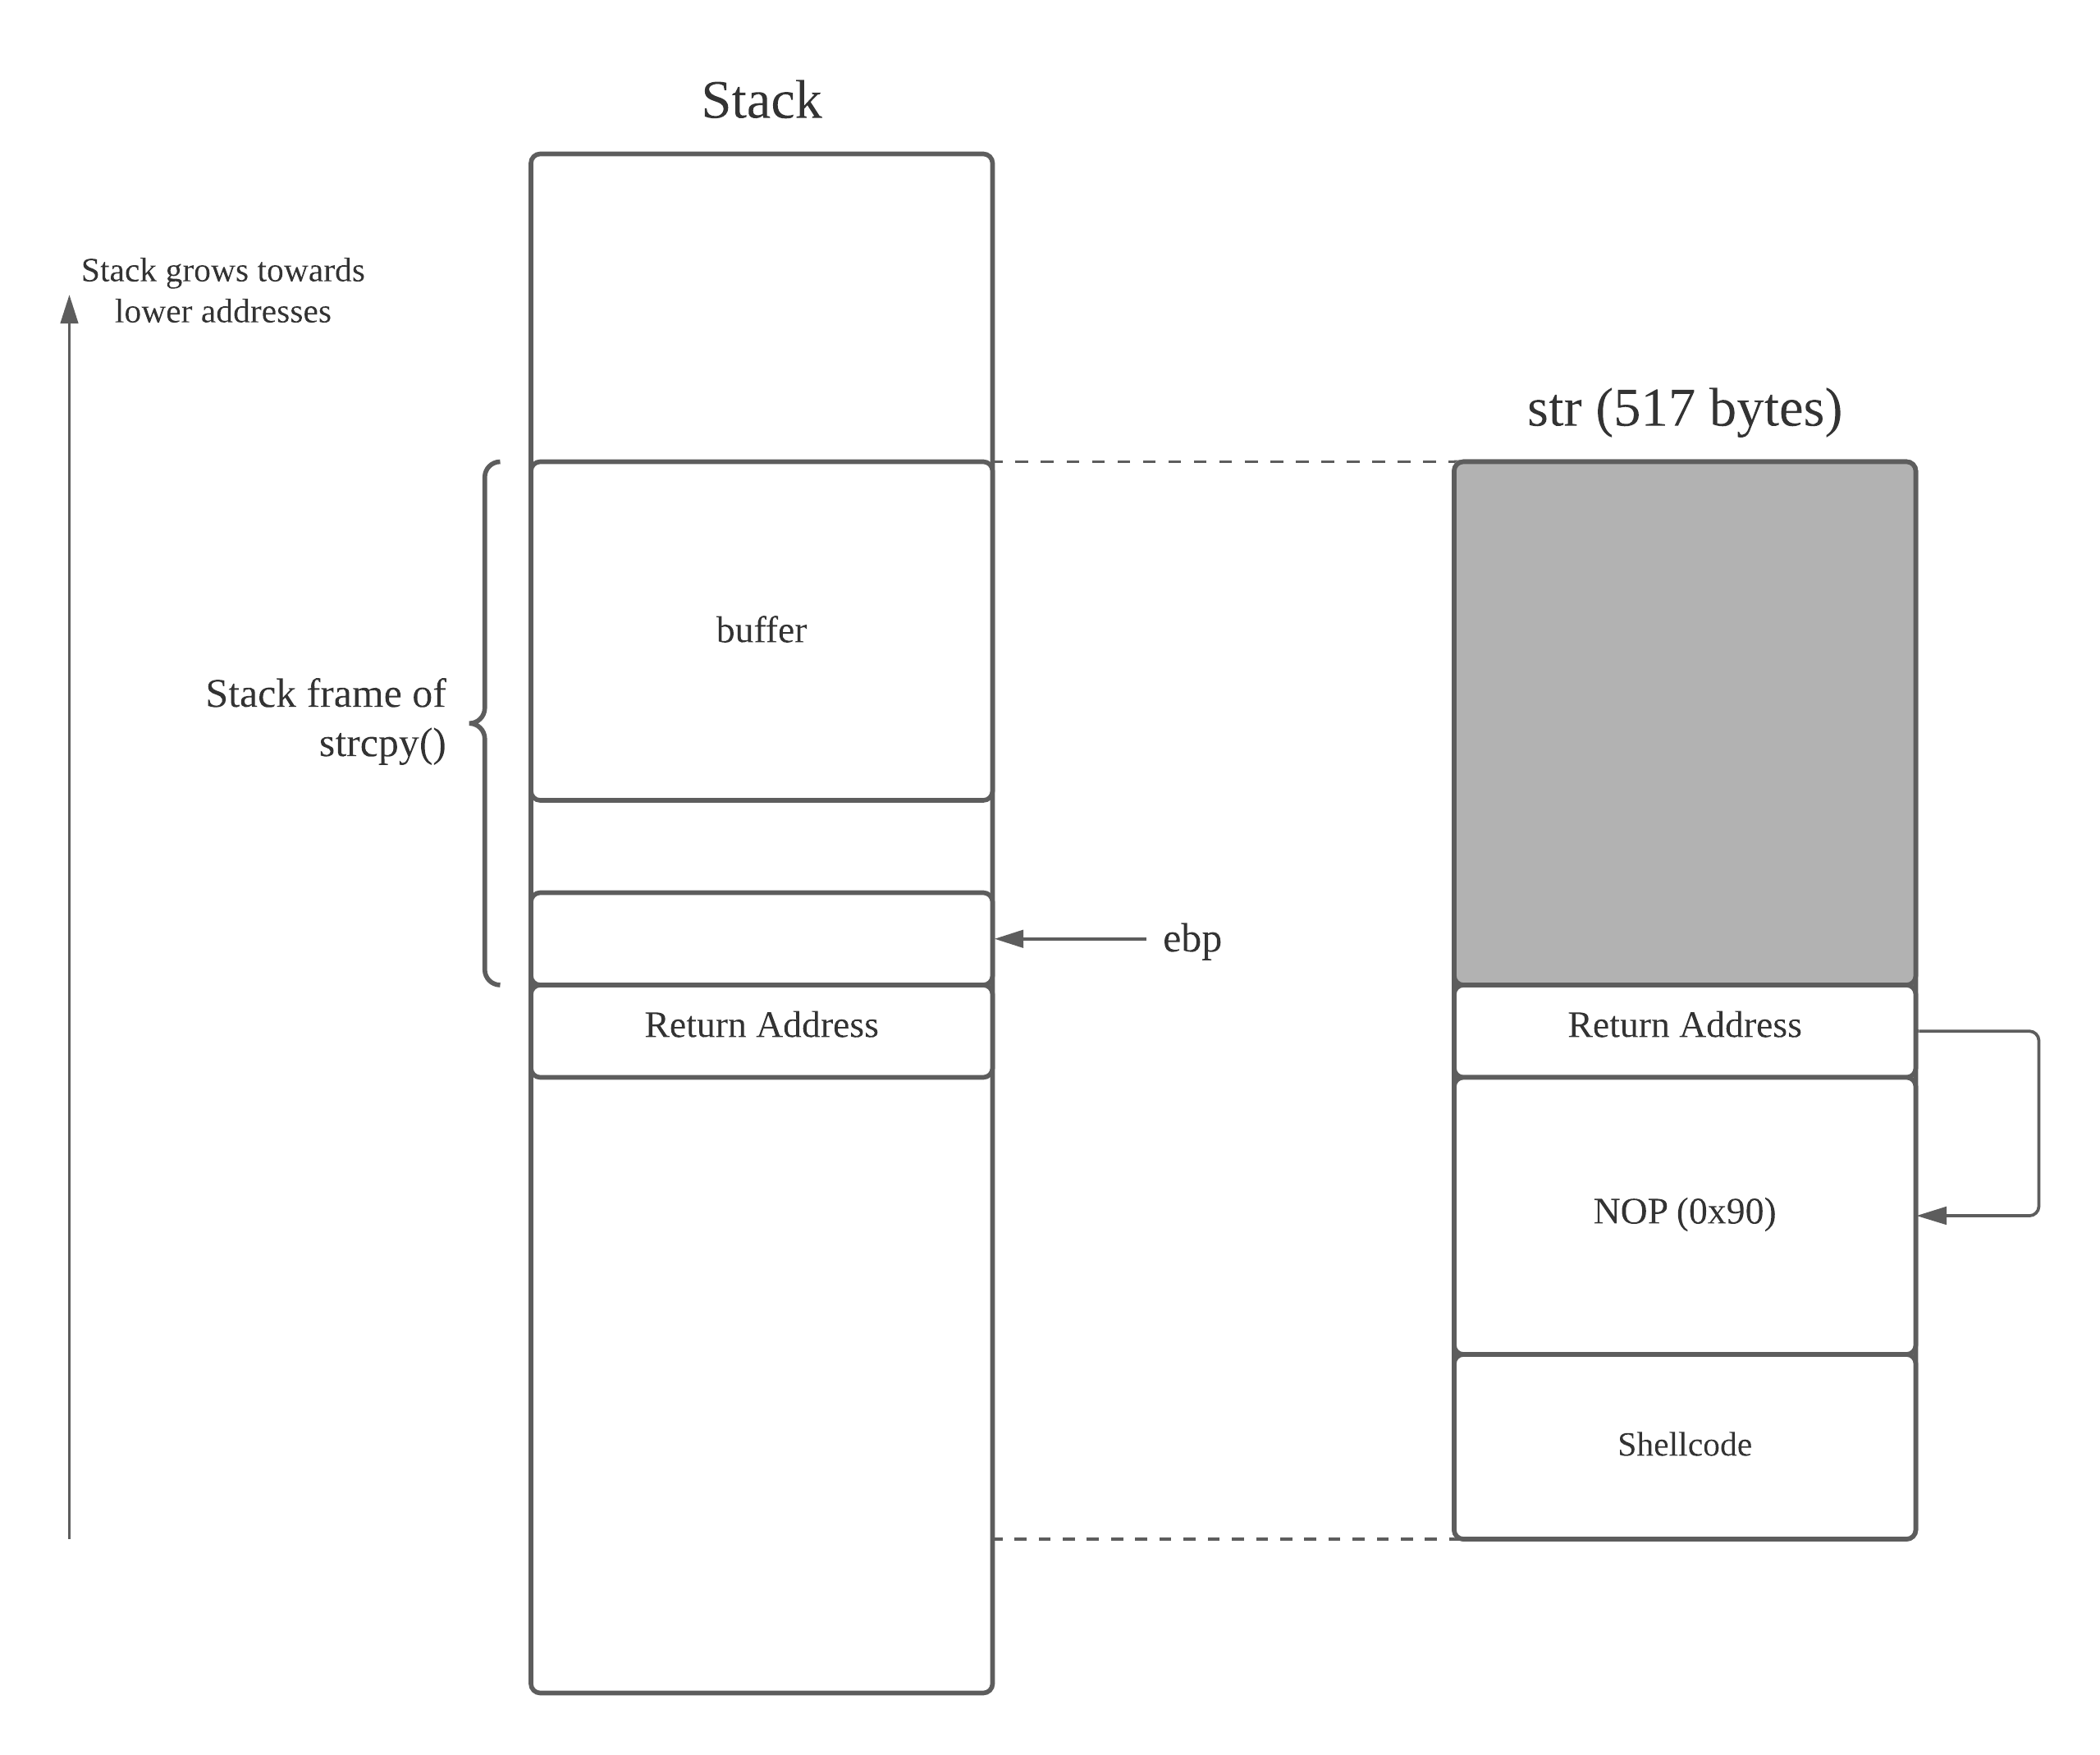 Stack
Stack grows towards
lower addresses
str (517 bytes)
buffer
Stack frame of
strcpy()
ebp
Return Address
Return Address
NOP (0x90)
Shellcode